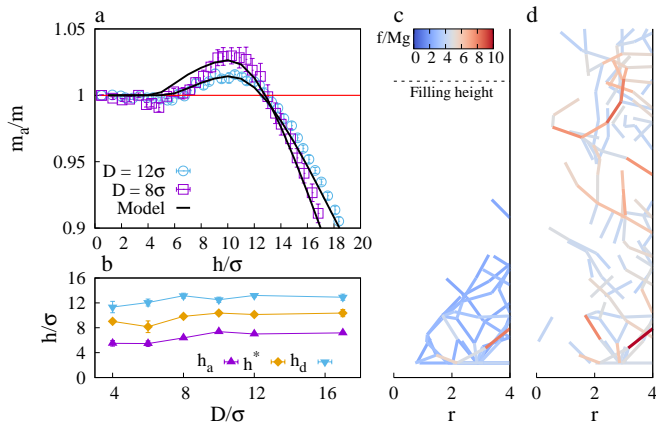 a
1.05
1
0.95
0.9
m_a/m
D = 12σ
D = 8σ
Model
0 2 4 6 8 10 12 14 16 18 20
h/σ
b
16
12
8
4
0
h/σ
h_a h^* h_d
4 8 12 16
D/σ
c
f/Mg
0 2 4 6 8 10
Filling height
0 2 4
r
d
0 2 4
r